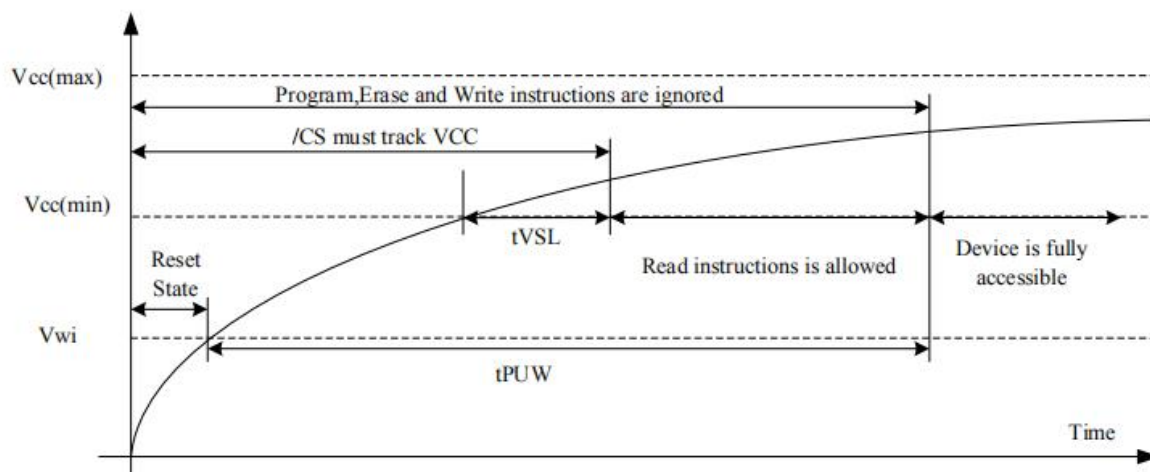 Vcc(max)
Program,Erase and Write instructions are ignored
/CS must track VCC
Vcc(min)
tVSL
Reset
State
Read instructions is allowed
Device is fully
accessible
Vwi
tPUW
Time